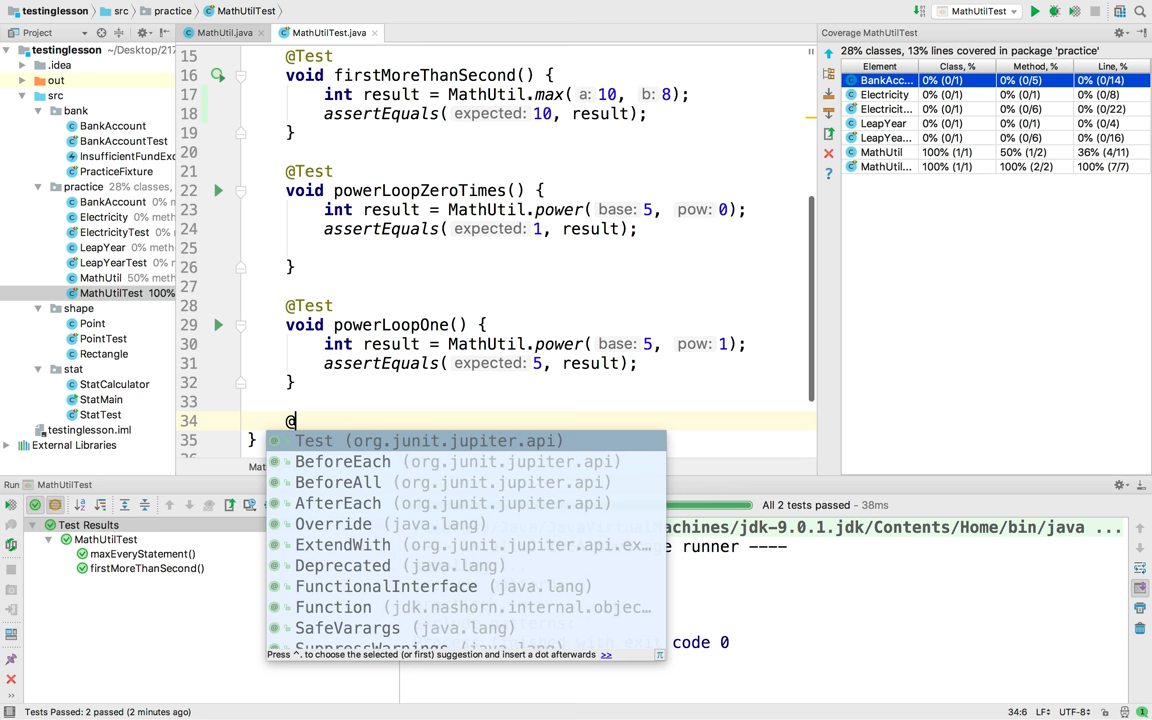 testinglesson src practice MathUtilTest MathUtilTest
Project MathUtil.java MathUtilTest.java Coverage MathUtilTest
testinglesson ~/Desktop/217
.idea
out
src
bank
BankAccount
BankAccountTest
InsufficientFundExc
PracticeFixture
practice 28% classes,
BankAccount 0% m
Electricity 0% meth
ElectricityTest 0%
LeapYear 0% meth
LeapYearTest 0%
MathUtil 50% meth
MathUtilTest 100%
shape
Point
PointTest
Rectangle
stat
StatCalculator
StatMain
StatTest
testinglesson.iml
External Libraries
15 @Test
16 void firstMoreThanSecond() {
17 int result = MathUtil.max( a: 10, b: 8);
18 assertEquals( expected: 10, result);
19 }
20
21 @Test
22 void powerLoopZeroTimes() {
23 int result = MathUtil.power( base: 5, pow: 0);
24 assertEquals( expected: 1, result);
25
26 }
27
28 @Test
29 void powerLoopOne() {
30 int result = MathUtil.power( base: 5, pow: 1);
31 assertEquals( expected: 5, result);
32 }
33
34 @
35 }
Test (org.junit.jupiter.api)
BeforeEach (org.junit.jupiter.api)
BeforeAll (org.junit.jupiter.api)
AfterEach (org.junit.jupiter.api)
Override (java.lang)
ExtendWith (org.junit.jupiter.api.ex…
Deprecated (java.lang)
FunctionalInterface (java.lang)
Function (jdk.nashorn.internal.objec…
SafeVarargs (java.lang)
SuppressWarnings (java.lang)
Press ^. to choose the selected (or first) suggestion and insert a dot afterwards >> π
28% classes, 13% lines covered in package 'practice'
Element Class, % Method, % Line, %
BankAcc... 0% (0/1) 0% (0/5) 0% (0/14)
Electricity 0% (0/1) 0% (0/1) 0% (0/8)
Electricit... 0% (0/1) 0% (0/6) 0% (0/22)
LeapYear 0% (0/1) 0% (0/1) 0% (0/4)
LeapYea... 0% (0/1) 0% (0/6) 0% (0/16)
MathUtil 100% (1/1) 50% (1/2) 36% (4/11)
MathUtil... 100% (1/1) 100% (2/2) 100% (7/7)
Mat
Run MathUtilTest
All 2 tests passed - 38ms
Test Results
MathUtilTest
maxEveryStatement()
firstMoreThanSecond()
achines/jdk-9.0.1.jdk/Contents/Home/bin/java ...
e runner ----
code 0
Tests Passed: 2 passed (2 minutes ago) 34:6 LF÷ UTF-8÷ 1